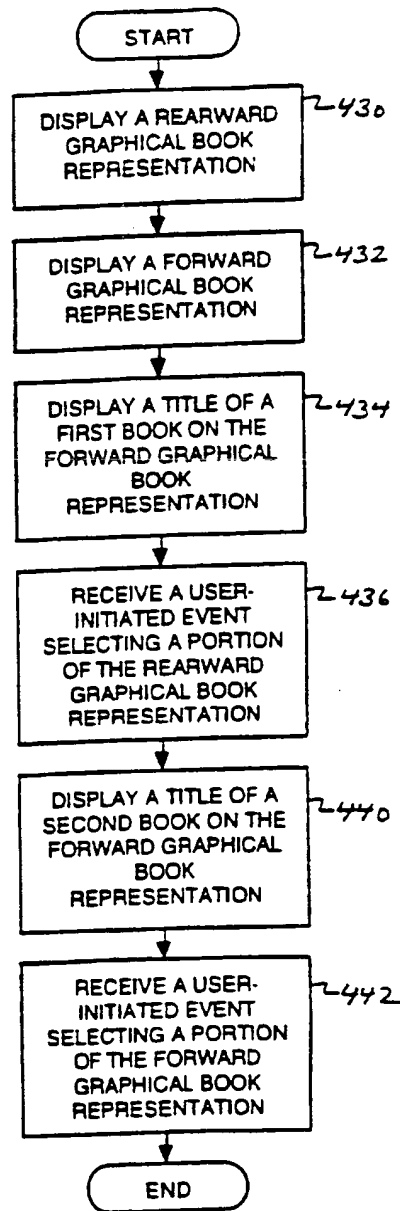 START
DISPLAY A REARWARD
GRAPHICAL BOOK
REPRESENTATION
430
DISPLAY A FORWARD
GRAPHICAL BOOK
REPRESENTATION
432
DISPLAY A TITLE OF A
FIRST BOOK ON THE
FORWARD GRAPHICAL
BOOK
REPRESENTATION
434
RECEIVE A USER-
INITIATED EVENT
SELECTING A PORTION
OF THE REARWARD
GRAPHICAL BOOK
REPRESENTATION
436
DISPLAY A TITLE OF A
SECOND BOOK ON THE
FORWARD GRAPHICAL
BOOK
REPRESENTATION
440
RECEIVE A USER-
INITIATED EVENT
SELECTING A PORTION
OF THE FORWARD
GRAPHICAL BOOK
REPRESENTATION
442
END